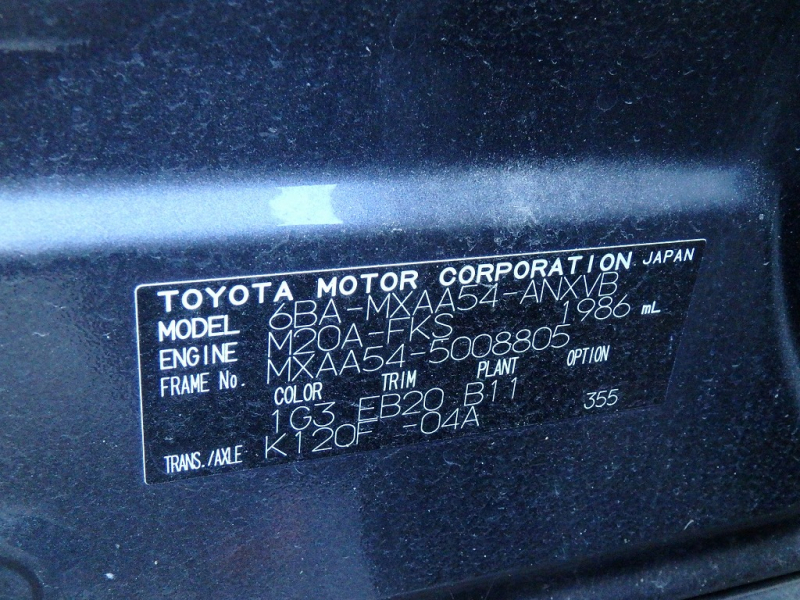 TOYOTA MOTOR CORPORATION JAPAN
MODEL 6BA-MXAA54-ANXVB
ENGINE M20A-FKS 1986 mL
FRAME No. MXAA54-5008805
COLOR TRIM PLANT OPTION
1G3 EB20 B11 355
TRANS./AXLE K120F -04A